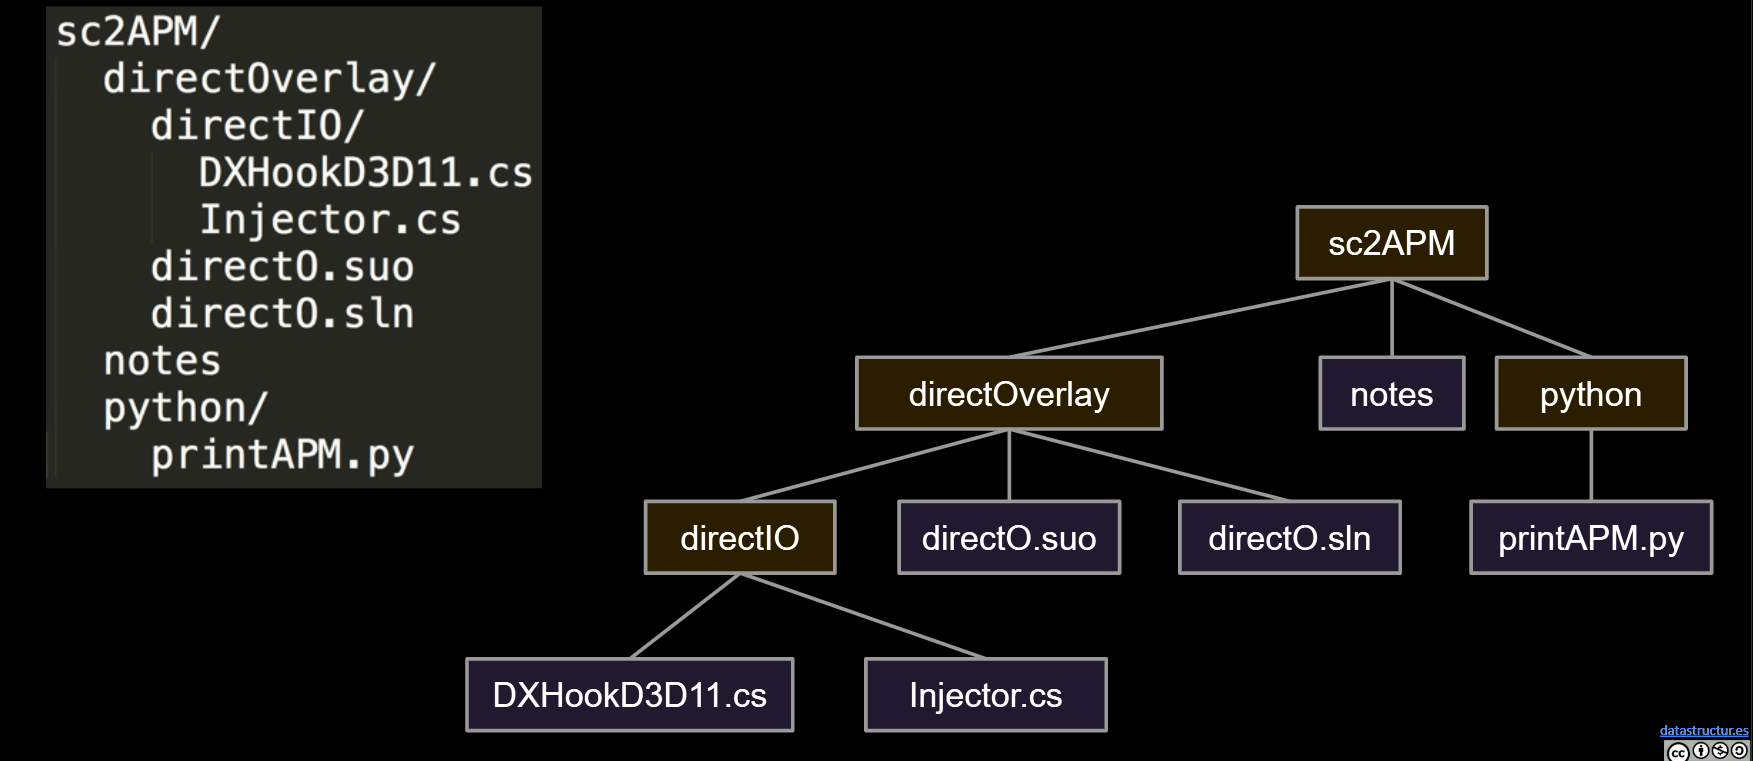 sc2APM/
directOverlay/
directIO/
DXHookD3D11.cs
Injector.cs
directO.suo
directO.sln
notes
python/
printAPM.py
sc2APM
directOverlay
notes
python
directIO
directO.suo
directO.sln
printAPM.py
DXHookD3D11.cs
Injector.cs
datastructur.es
cc